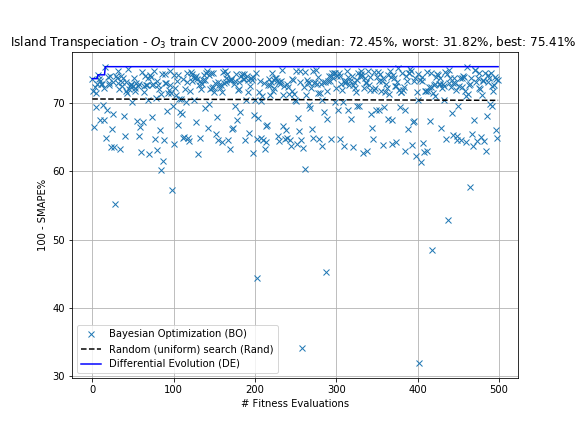 Island Transpeciation - O3 train CV 2000-2009 (median: 72.45%, worst: 31.82%, best: 75.41%
100 - SMAPE%
70
60
50
40
30
Bayesian Optimization (BO)
Random (uniform) search (Rand)
Differential Evolution (DE)
0 100 200 300 400 500
# Fitness Evaluations